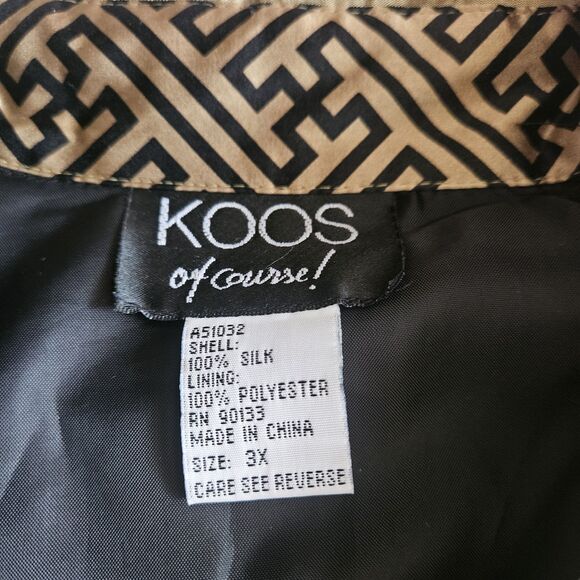 KOOS
of course!
A51032
SHELL:
100% SILK
LINING:
100% POLYESTER
RN 90133
MADE IN CHINA
SIZE: 3X
CARE SEE REVERSE